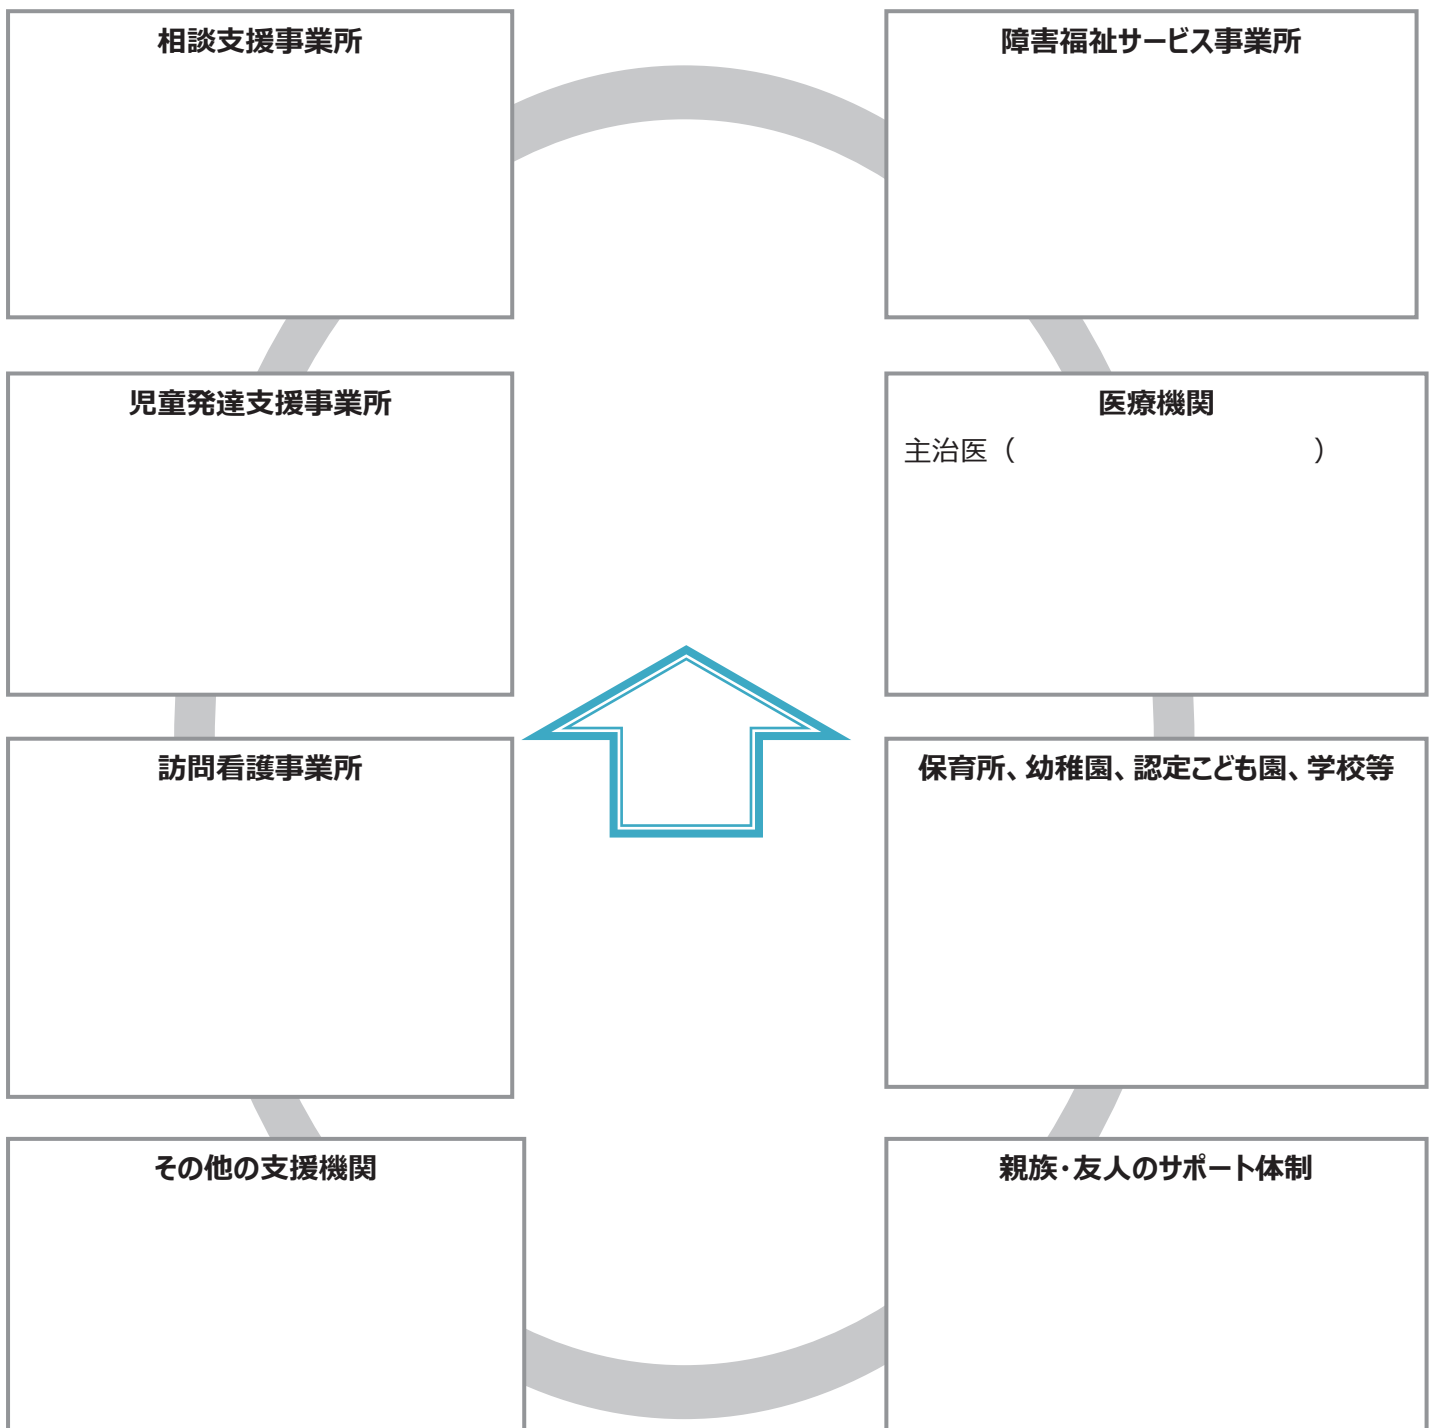 相談支援事業所
障害福祉サービス事業所
児童発達支援事業所
医療機関
主治医（　　　　　　　　　　）
訪問看護事業所
保育所、幼稚園、認定こども園、学校等
その他の支援機関
親族・友人のサポート体制